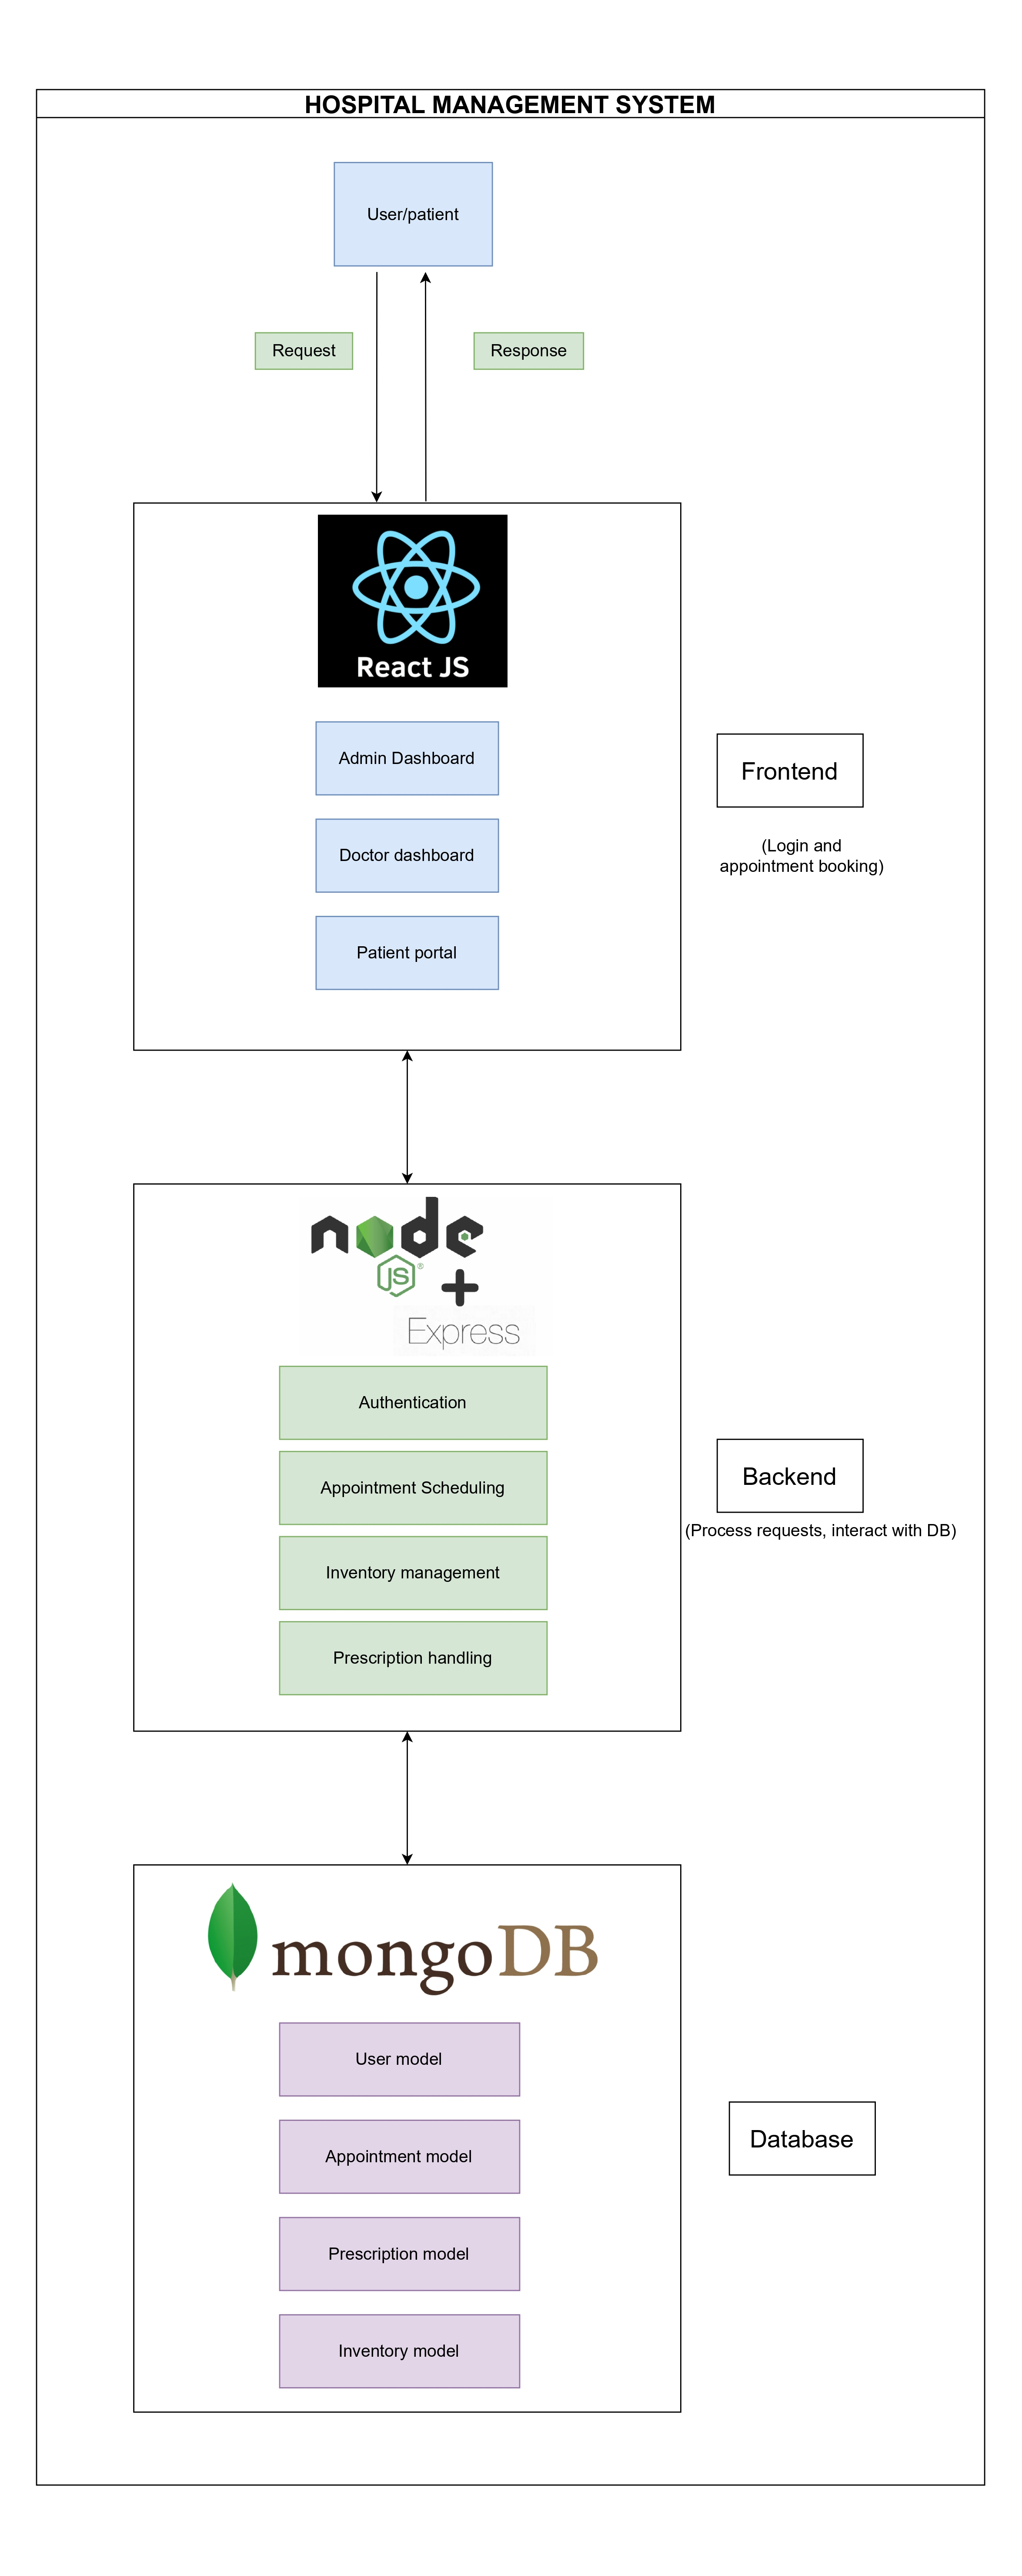 HOSPITAL MANAGEMENT SYSTEM
User/patient
Request
Response
React JS
Admin Dashboard
Doctor dashboard
Patient portal
Frontend
(Login and
appointment booking)
node
JS®
+
Express
Authentication
Appointment Scheduling
Inventory management
Prescription handling
Backend
(Process requests, interact with DB)
mongoDB
User model
Appointment model
Prescription model
Inventory model
Database